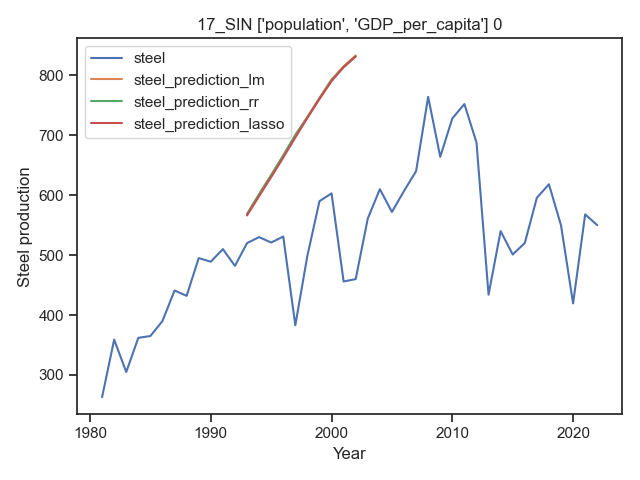 17_SIN ['population', 'GDP_per_capita'] 0
steel
steel_prediction_lm
steel_prediction_rr
steel_prediction_lasso
Steel production
800
700
600
500
400
300
1980
1990
2000
2010
2020
Year